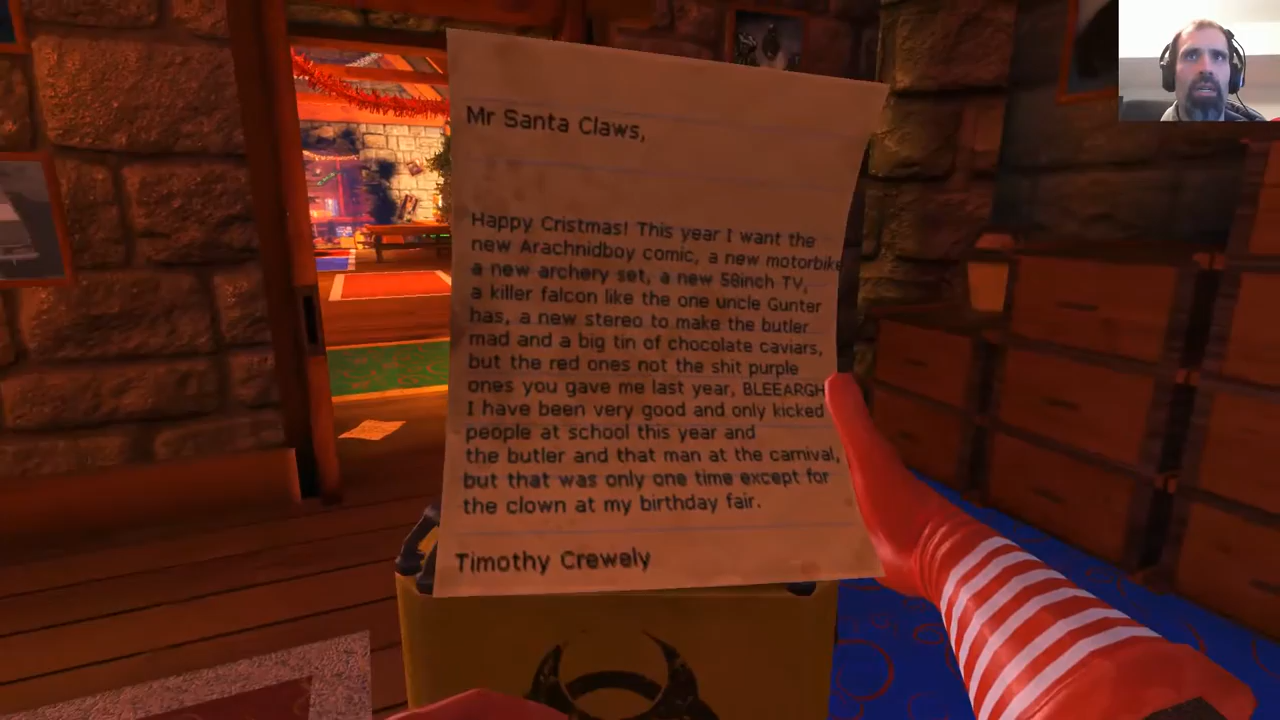 Mr Santa Claws,
Happy Cristmas! This year I want the
new Arachnidboy comic, a new motorbike
a new archery set, a new 58inch TV,
a killer falcon like the one uncle Gunter
has, a new stereo to make the butler
mad and a big tin of chocolate caviars,
but the red ones not the shit purple
ones you gave me last year, BLEEARGH
I have been very good and only kicked
people at school this year and
the butler and that man at the carnival,
but that was only one time except for
the clown at my birthday fair.
Timothy Crewely